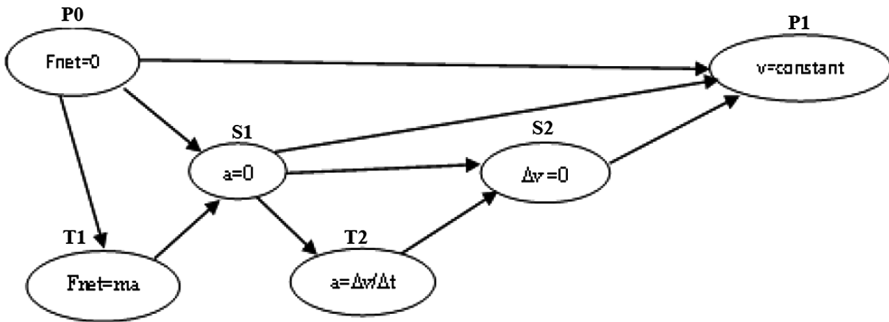 P0
P1
Fnet=0
v=constant
S1
S2
a=0
Δv=0
T1
T2
Fnet=ma
a=Δv/Δt